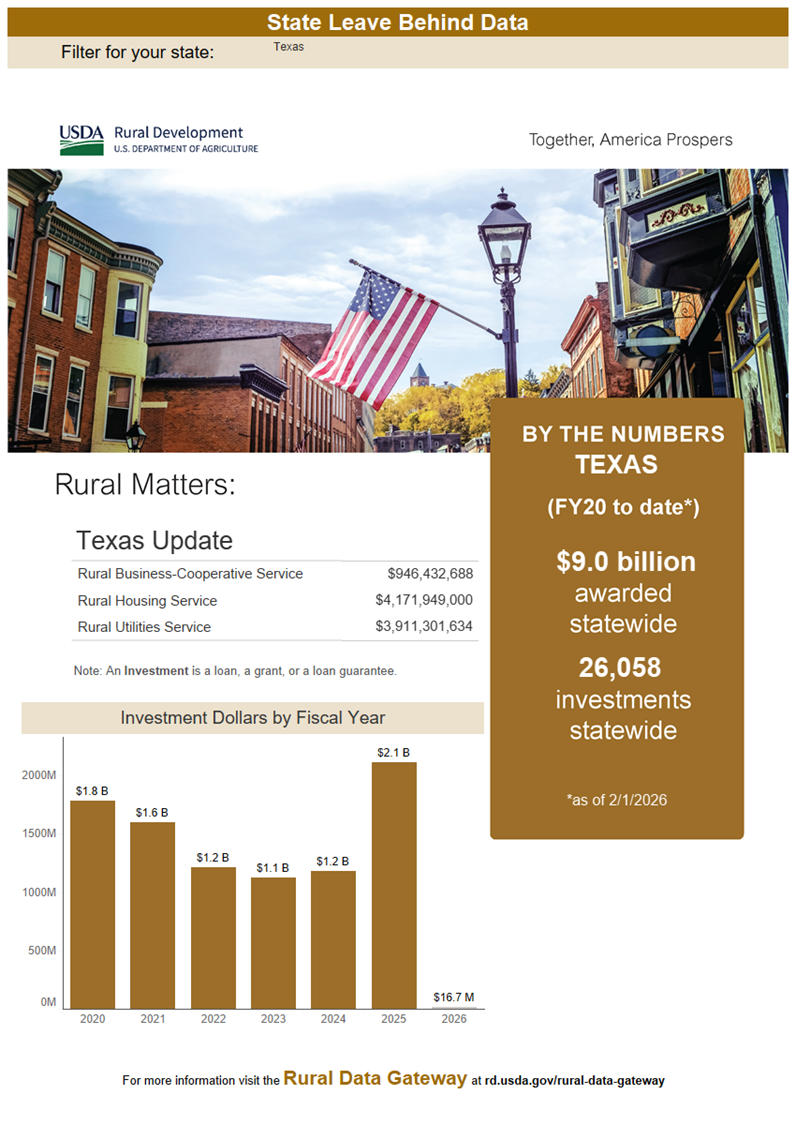 State Leave Behind Data
Filter for your state: Texas
USDA Rural Development
U.S. DEPARTMENT OF AGRICULTURE
Together, America Prospers
BY THE NUMBERS
TEXAS
(FY20 to date*)
$9.0 billion
awarded
statewide
26,058
investments
statewide
*as of 2/1/2026
Rural Matters:
Texas Update
Rural Business-Cooperative Service $946,432,688
Rural Housing Service $4,171,949,000
Rural Utilities Service $3,911,301,634
Note: An Investment is a loan, a grant, or a loan guarantee.
Investment Dollars by Fiscal Year
2000M
1500M
1000M
500M
0M
$1.8 B
$1.6 B
$1.2 B
$1.1 B
$1.2 B
$2.1 B
$16.7 M
2020 2021 2022 2023 2024 2025 2026
For more information visit the Rural Data Gateway at rd.usda.gov/rural-data-gateway